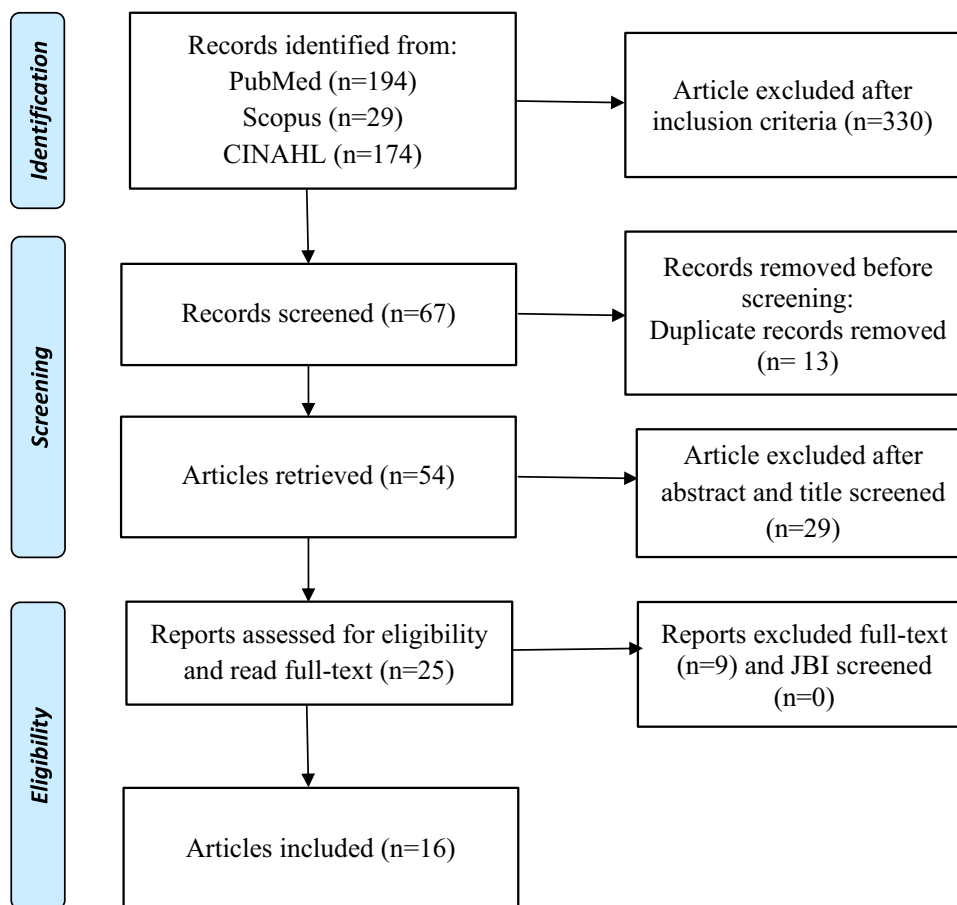 Identification
Records identified from:
PubMed (n=194)
Scopus (n=29)
CINAHL (n=174)
Article excluded after
inclusion criteria (n=330)
Screening
Records screened (n=67)
Records removed before
screening:
Duplicate records removed
(n= 13)
Articles retrieved (n=54)
Article excluded after
abstract and title screened
(n=29)
Eligibility
Reports assessed for eligibility
and read full-text (n=25)
Reports excluded full-text
(n=9) and JBI screened
(n=0)
Articles included (n=16)